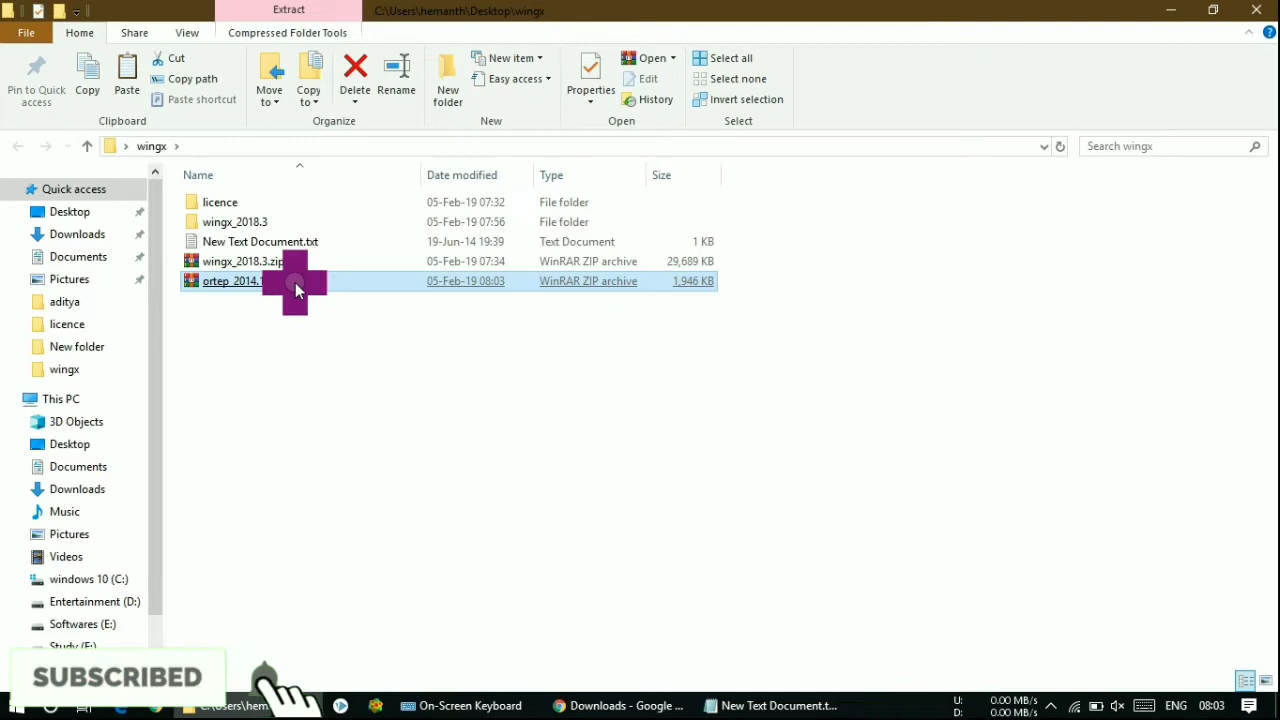 Extract
C:\Users\hemanth\Desktop\wingx
File
Home
Share
View
Compressed Folder Tools
Pin to Quick access
Copy
Paste
Cut
Copy path
Paste shortcut
Clipboard
Move to
Copy to
Delete
Rename
Organize
New folder
New item
Easy access
New
Properties
Open
Edit
History
Open
Select all
Select none
Invert selection
Select
wingx
Search wingx
Name
Date modified
Type
Size
licence 05-Feb-19 07:32 File folder
wingx_2018.3 05-Feb-19 07:56 File folder
New Text Document.txt 19-Jun-14 19:39 Text Document 1 KB
wingx_2018.3.zip 05-Feb-19 07:34 WinRAR ZIP archive 29,689 KB
ortep_2014.1 05-Feb-19 08:03 WinRAR ZIP archive 1,946 KB
Quick access
Desktop
Downloads
Documents
Pictures
aditya
licence
New folder
wingx
This PC
3D Objects
Desktop
Documents
Downloads
Music
Pictures
Videos
windows 10 (C:)
Entertainment (D:)
Softwares (E:)
Study (F:)
SUBSCRIBED
C:\Users\hem
On-Screen Keyboard
Downloads - Google ...
New Text Document.t...
U: 0.00 MB/s
D: 0.00 MB/s
ENG
08:03